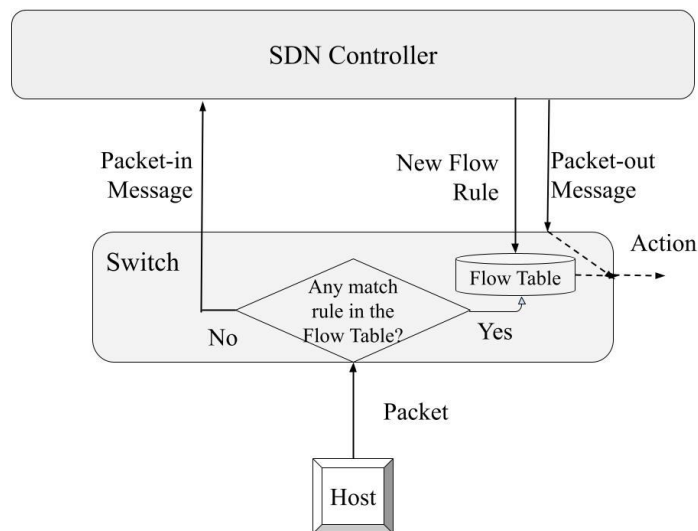 SDN Controller
Packet-in
Message
New Flow
Rule
Packet-out
Message
Action
Switch
Flow Table
Any match
rule in the
Flow Table?
No
Yes
Packet
Host